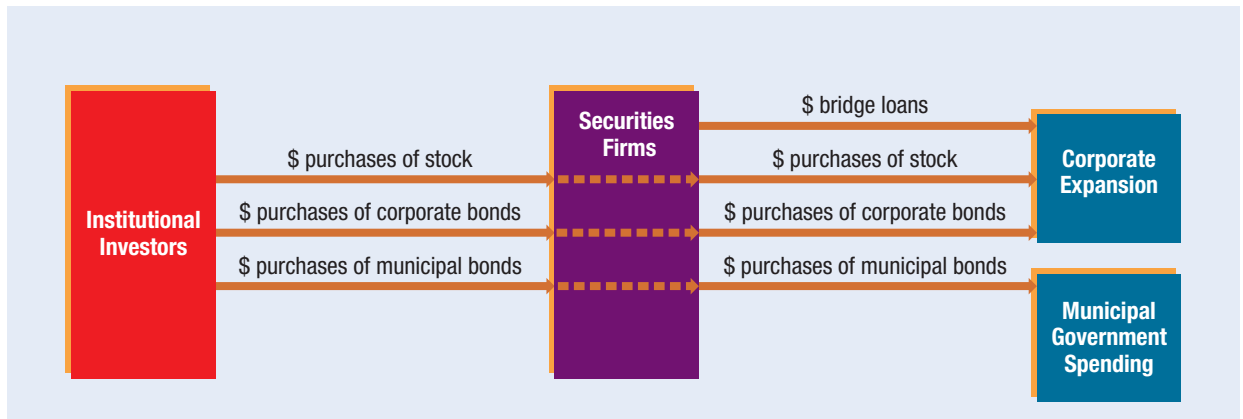 Institutional
Investors
$ purchases of stock
$ purchases of corporate bonds
$ purchases of municipal bonds
Securities
Firms
$ bridge loans
$ purchases of stock
$ purchases of corporate bonds
$ purchases of municipal bonds
Corporate
Expansion
Municipal
Government
Spending